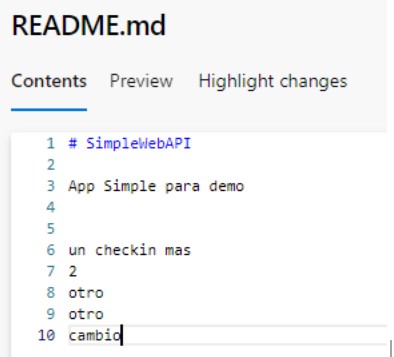 README.md
Contents Preview Highlight changes
1 # SimpleWebAPI
2
3 App Simple para demo
4
5
6 un checkin mas
7 2
8 otro
9 otro
10 cambio